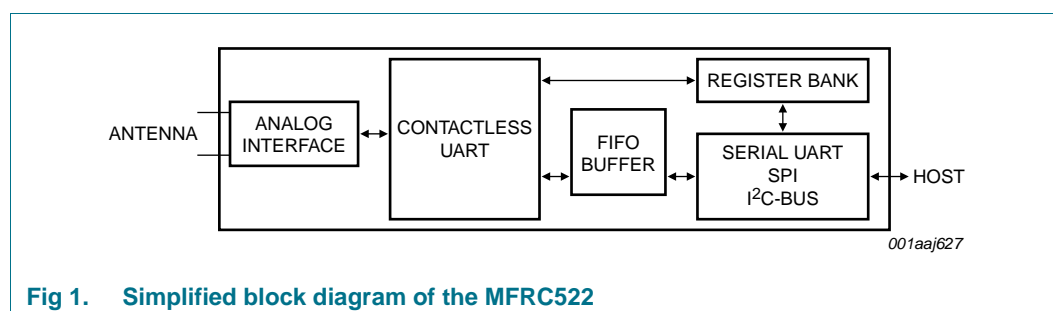 ANTENNA
ANALOG
INTERFACE
CONTACTLESS
UART
FIFO
BUFFER
REGISTER BANK
SERIAL UART
SPI
I²C-BUS
HOST
001aaj627
Fig 1. Simplified block diagram of the MFRC522